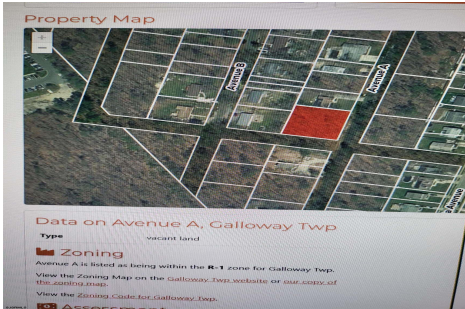 Property Map
+
−
Avenue B
Avenue A
Avenue
Data on Avenue A, Galloway Twp
Type vacant land
Zoning
Avenue A is listed as being within the R-1 zone for Galloway Twp.
View the Zoning Map on the Galloway Twp website or our copy of
the zoning map.
View the Zoning Code for Galloway Twp.
Assessment